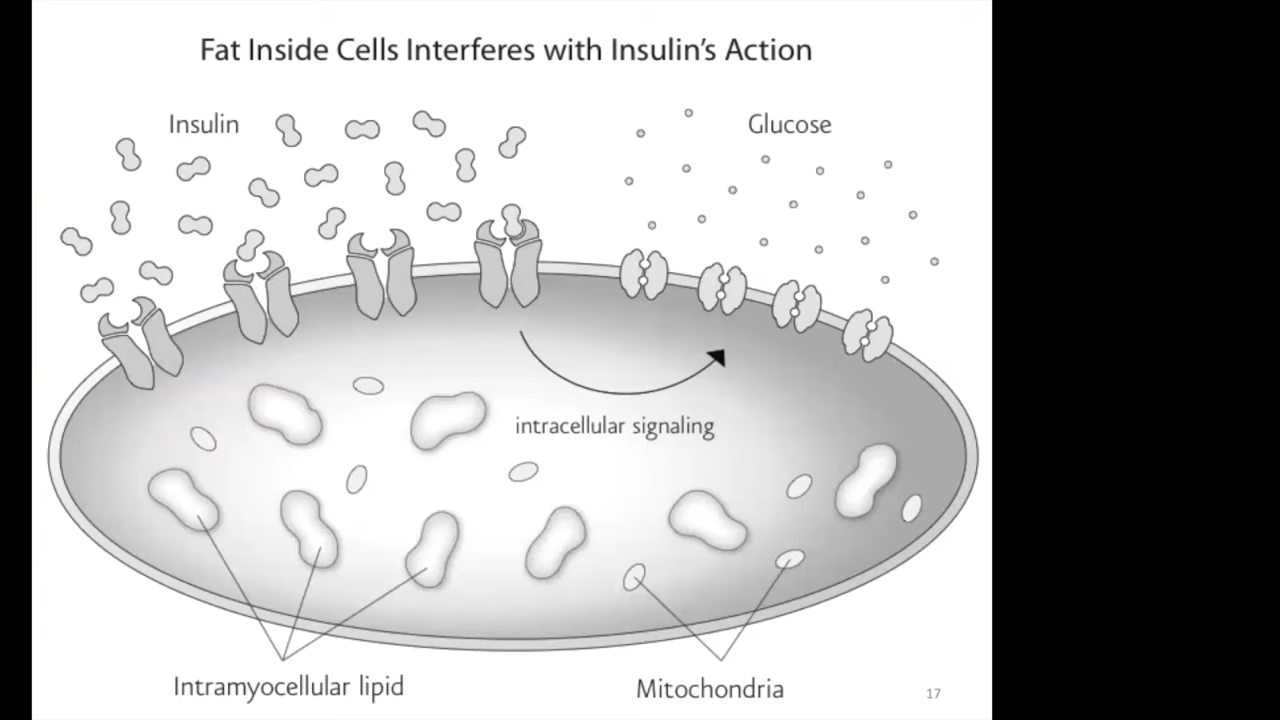 Fat Inside Cells Interferes with Insulin's Action
Insulin
Glucose
intracellular signaling
Intramyocellular lipid
Mitochondria
17